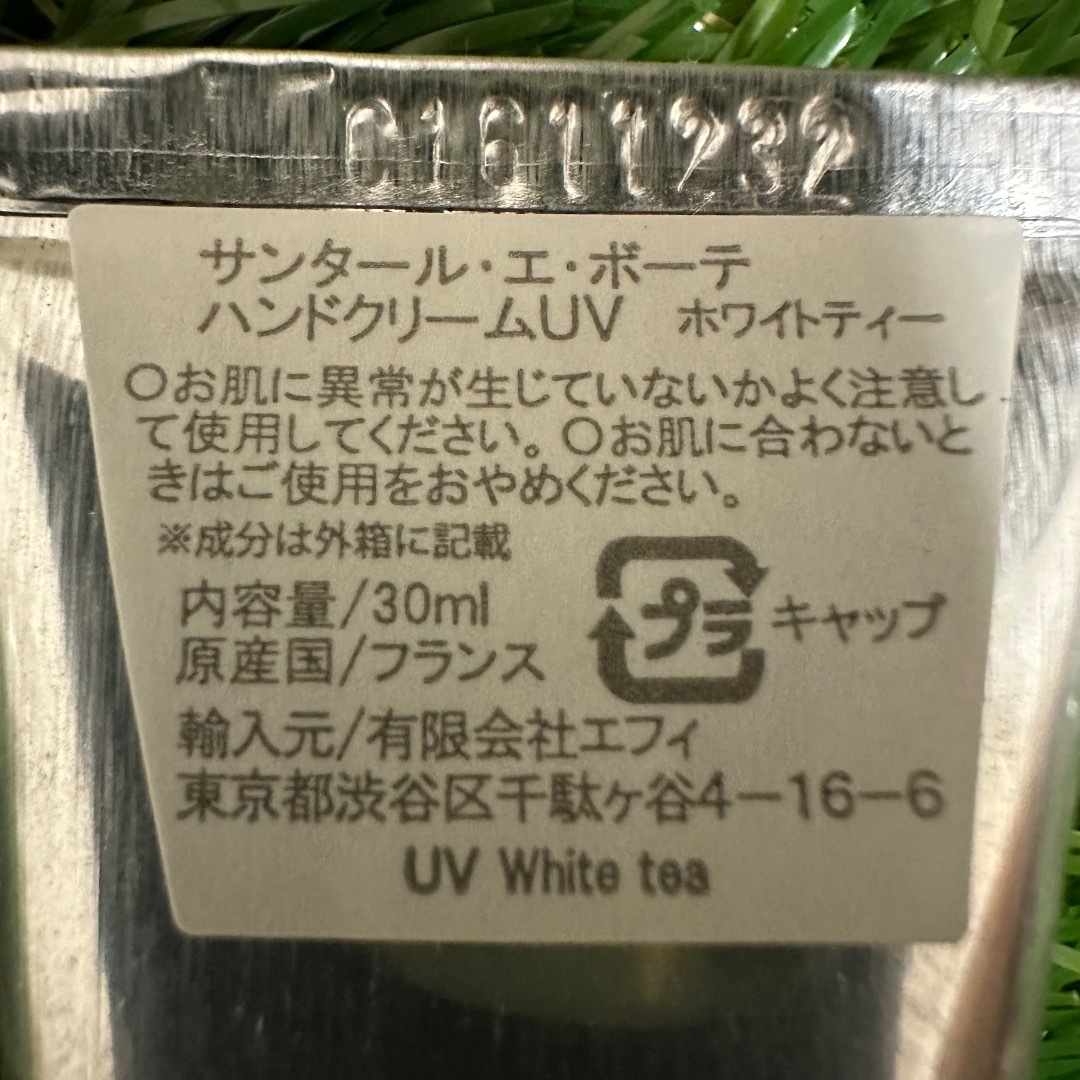 C1611232
サンタール・エ・ボーテ
ハンドクリームUV ホワイトティー
○お肌に異常が生じていないかよく注意し
て使用してください。○お肌に合わないと
きはご使用をおやめください。
※成分は外箱に記載
内容量/30ml
プラ キャップ
原産国/フランス
輸入元/有限会社エフィ
東京都渋谷区千駄ヶ谷4-16-6
UV White tea